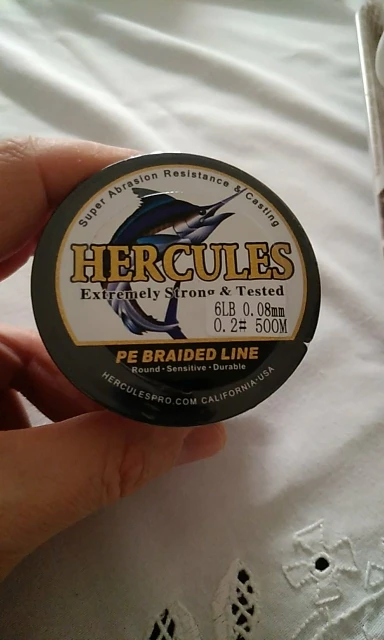 Super Abrasion Resistance & Casting
HERCULES
Extremely Strong & Tested
6LB 0.08mm
0.2# 500M
PE BRAIDED LINE
Round - Sensitive - Durable
HERCULESPRO.COM CALIFORNIA-USA